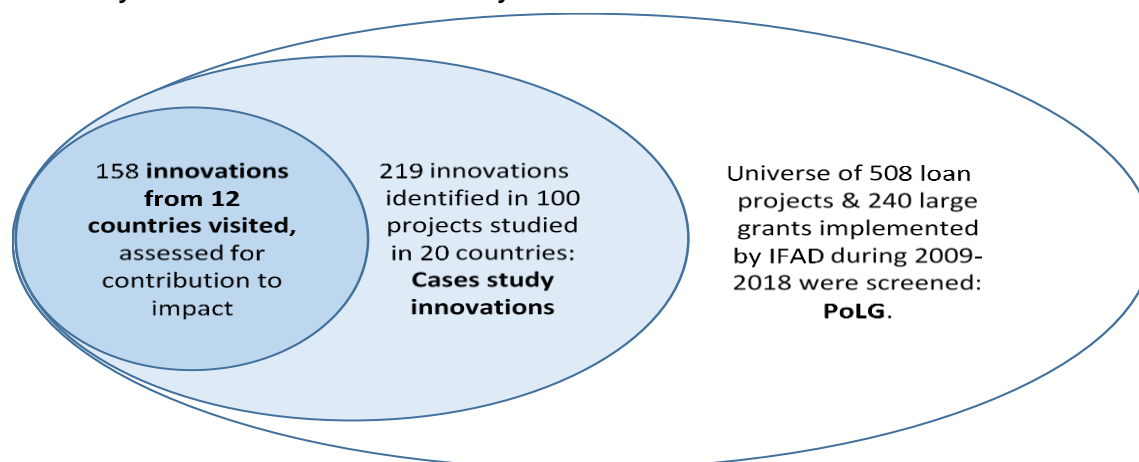 158 innovations
from 12
countries visited,
assessed for
contribution to
impact
219 innovations
identified in 100
projects studied
in 20 countries:
Cases study
innovations
Universe of 508 loan
projects & 240 large
grants implemented
by IFAD during 2009-
2018 were screened:
PoLG.